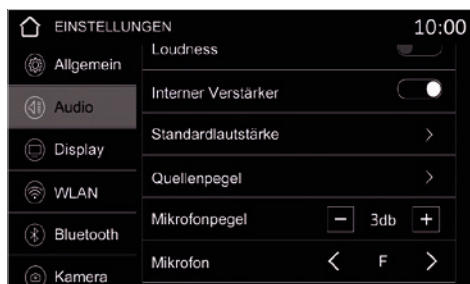 EINSTELLUNGEN 10:00
Allgemein
Audio
Display
WLAN
Bluetooth
Kamera
Loudness
Interner Verstärker
Standardlautstärke
Quellenpegel
Mikrofonpegel − 3db +
Mikrofon < F >